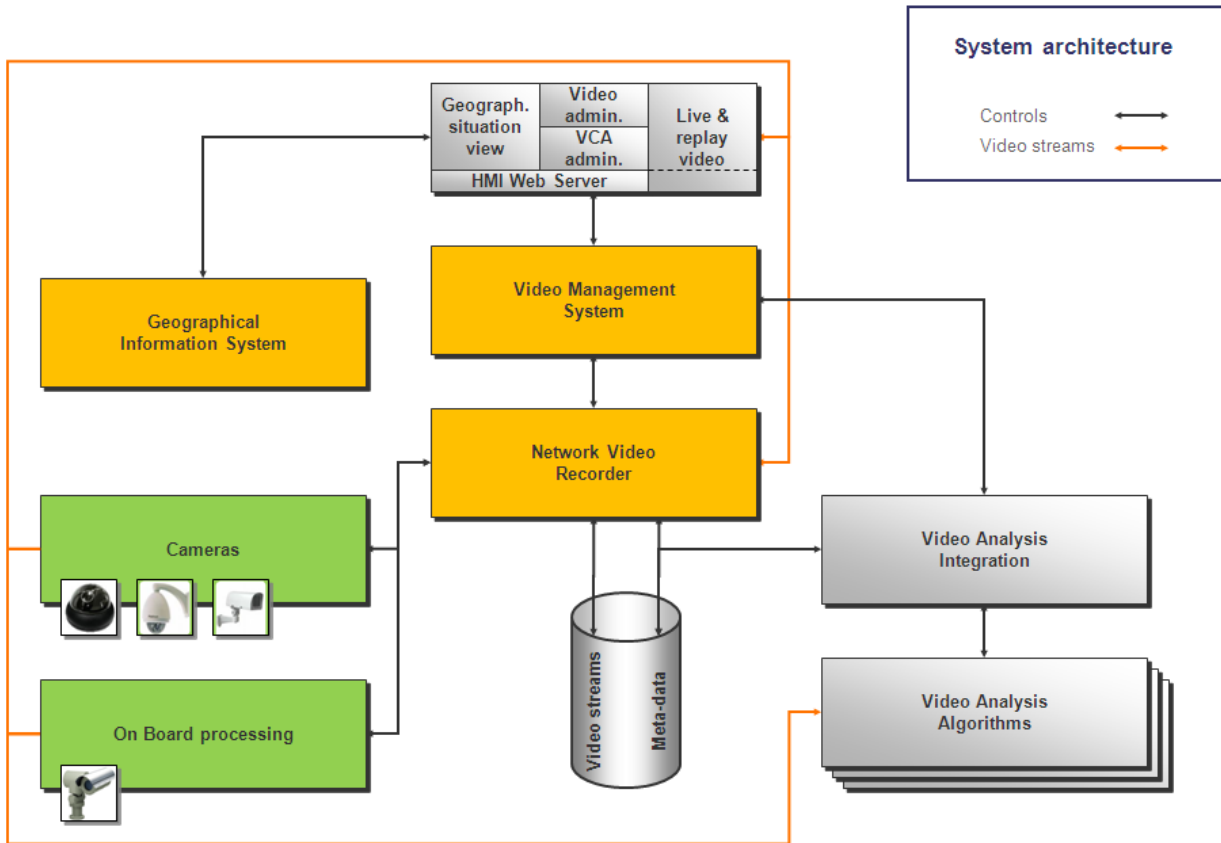 System architecture
Controls
Video streams
Geograph.
situation
view
Video
admin.
VCA
admin.
Live &
replay
video
HMI Web Server
Video Management
System
Geographical
Information System
Network Video
Recorder
Cameras
Video Analysis
Integration
On Board processing
Video streams
Meta-data
Video Analysis
Algorithms